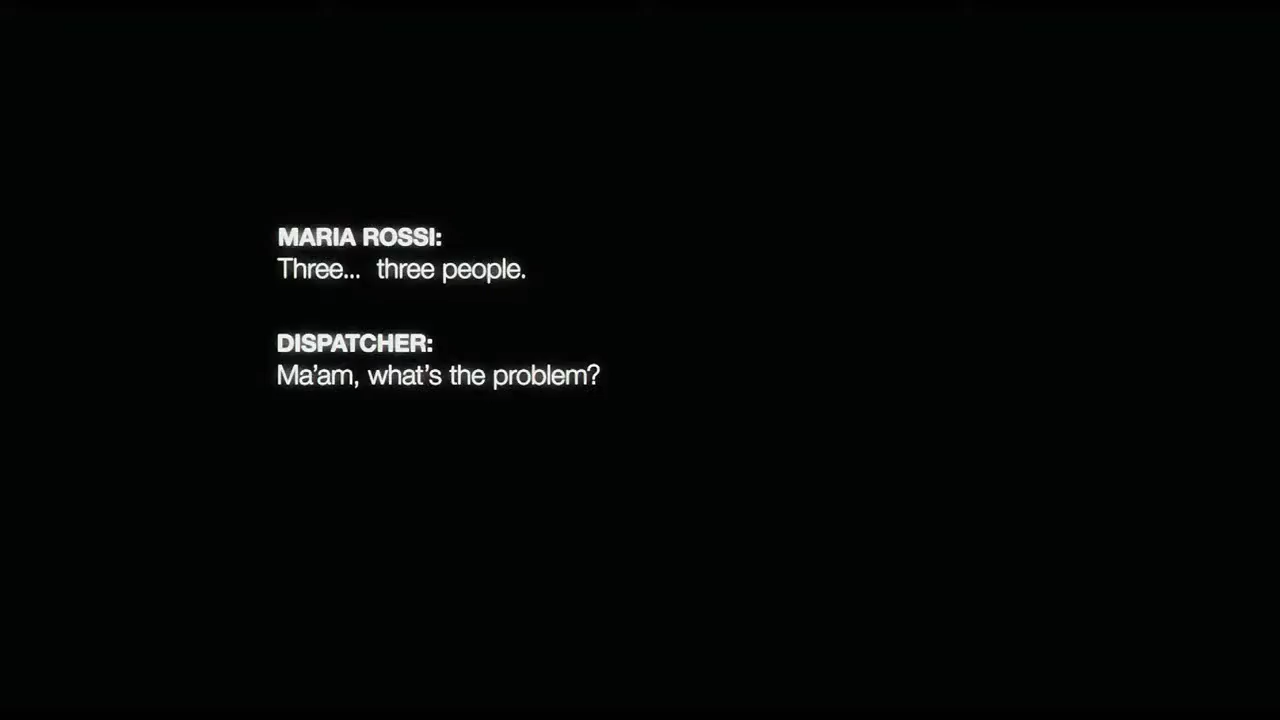 MARIA ROSSI:
Three...  three people.
DISPATCHER:
Ma’am, what’s the problem?